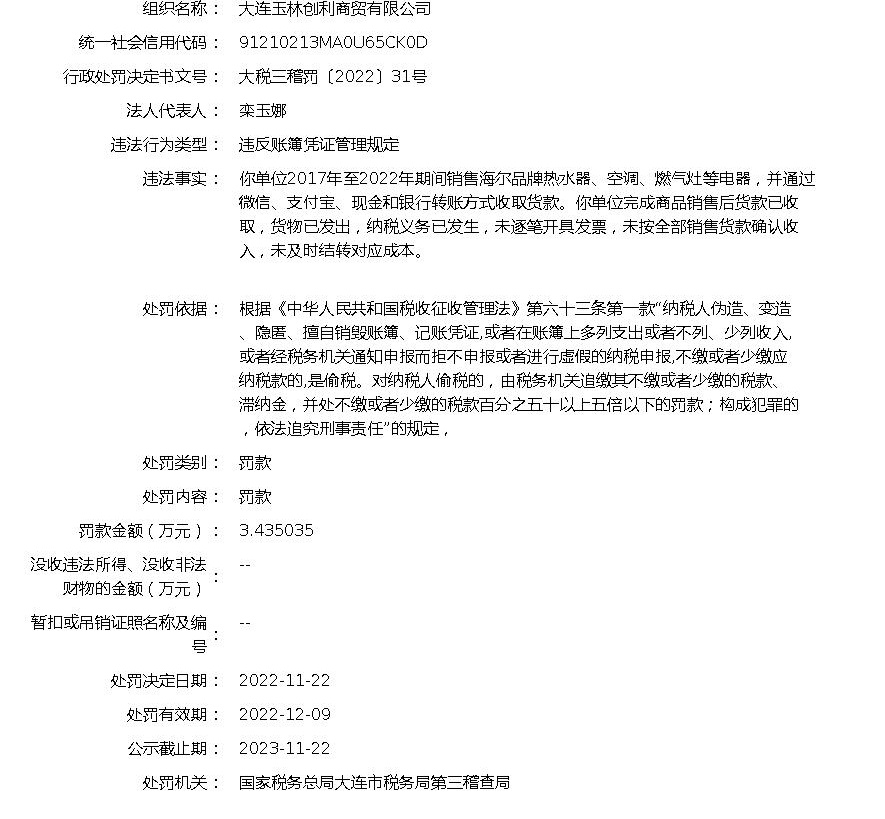 组织名称： 大连玉林创利商贸有限公司
统一社会信用代码： 91210213MA0U65CK0D
行政处罚决定书文号： 大税三稽罚〔2022〕31号
法人代表人： 栾玉娜
违法行为类型： 违反账簿凭证管理规定
违法事实： 你单位2017年至2022年期间销售海尔品牌热水器、空调、燃气灶等电器，并通过
微信、支付宝、现金和银行转账方式收取货款。你单位完成商品销售后货款已收
取，货物已发出，纳税义务已发生，未逐笔开具发票，未按全部销售货款确认收
入，未及时结转对应成本。
处罚依据： 根据《中华人民共和国税收征收管理法》第六十三条第一款“纳税人伪造、变造
、隐匿、擅自销毁账簿、记账凭证,或者在账簿上多列支出或者不列、少列收入,
或者经税务机关通知申报而拒不申报或者进行虚假的纳税申报,不缴或者少缴应
纳税款的,是偷税。对纳税人偷税的，由税务机关追缴其不缴或者少缴的税款、
滞纳金，并处不缴或者少缴的税款百分之五十以上五倍以下的罚款；构成犯罪的
，依法追究刑事责任”的规定，
处罚类别： 罚款
处罚内容： 罚款
罚款金额（万元）： 3.435035
没收违法所得、没收非法
财物的金额（万元）： --
暂扣或吊销证照名称及编
号： --
处罚决定日期： 2022-11-22
处罚有效期： 2022-12-09
公示截止期： 2023-11-22
处罚机关： 国家税务总局大连市税务局第三稽查局